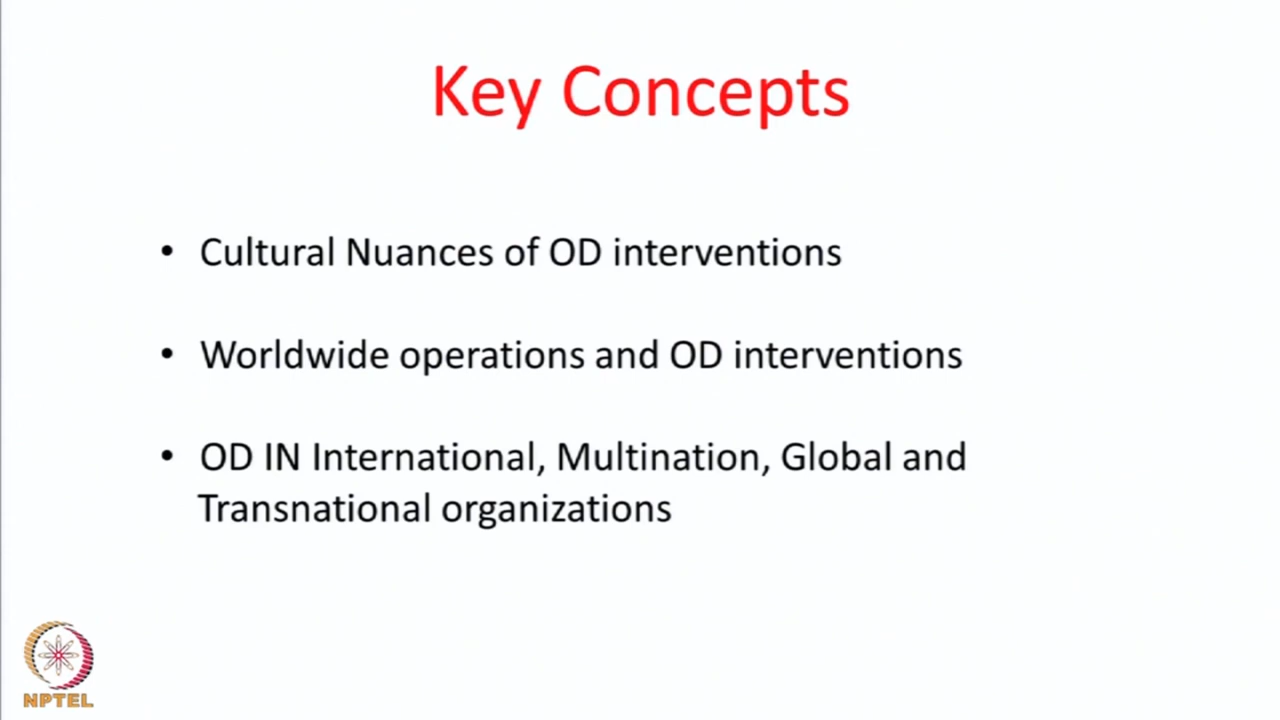 Key Concepts
• Cultural Nuances of OD interventions
• Worldwide operations and OD interventions
• OD IN International, Multination, Global and
Transnational organizations
NPTEL